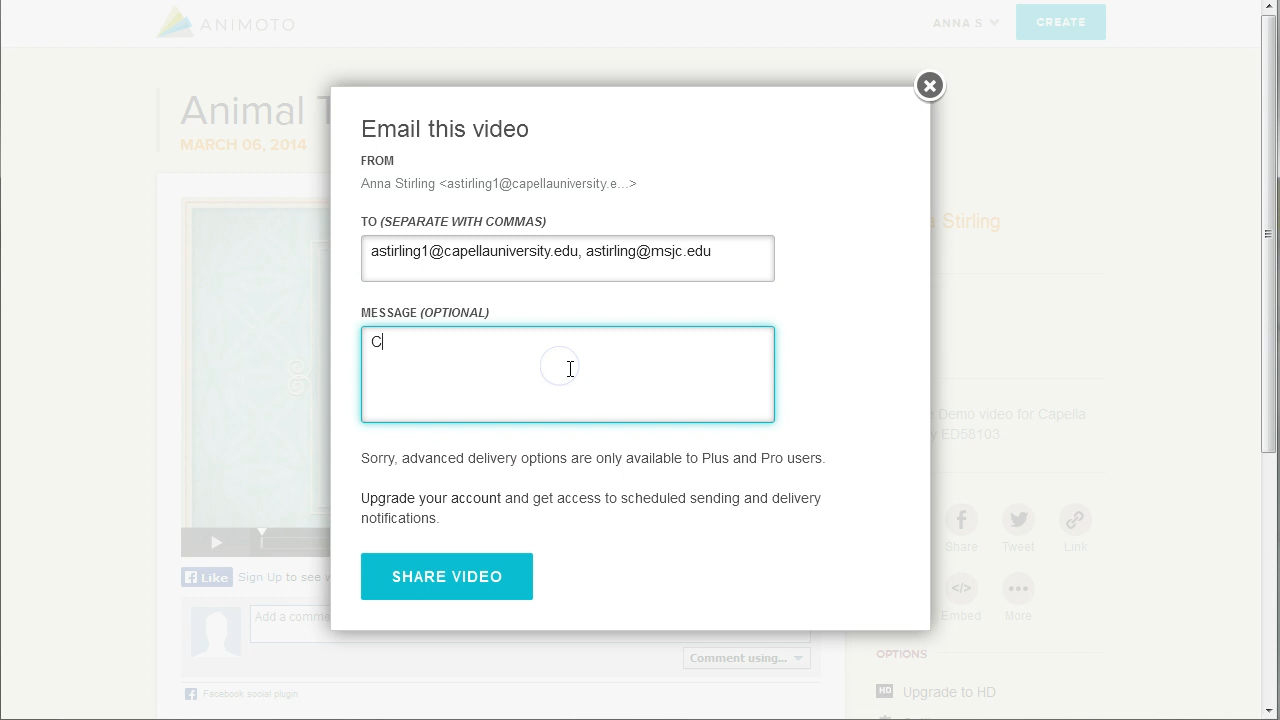 ANIMOTO
ANNA S
CREATE
Animal T
MARCH 06, 2014
Email this video
FROM
Anna Stirling <astirling1@capellauniversity.e...>
TO (SEPARATE WITH COMMAS)
astirling1@capellauniversity.edu, astirling@msjc.edu
MESSAGE (OPTIONAL)
C
Sorry, advanced delivery options are only available to Plus and Pro users.
Upgrade your account and get access to scheduled sending and delivery
notifications.
SHARE VIDEO
Stirling
Demo video for Capella
ED58103.
Share
Tweet
Link
Embed
More
OPTIONS
HD Upgrade to HD
Like
Sign Up to see
Add a comme
Comment using...
Facebook social plugin